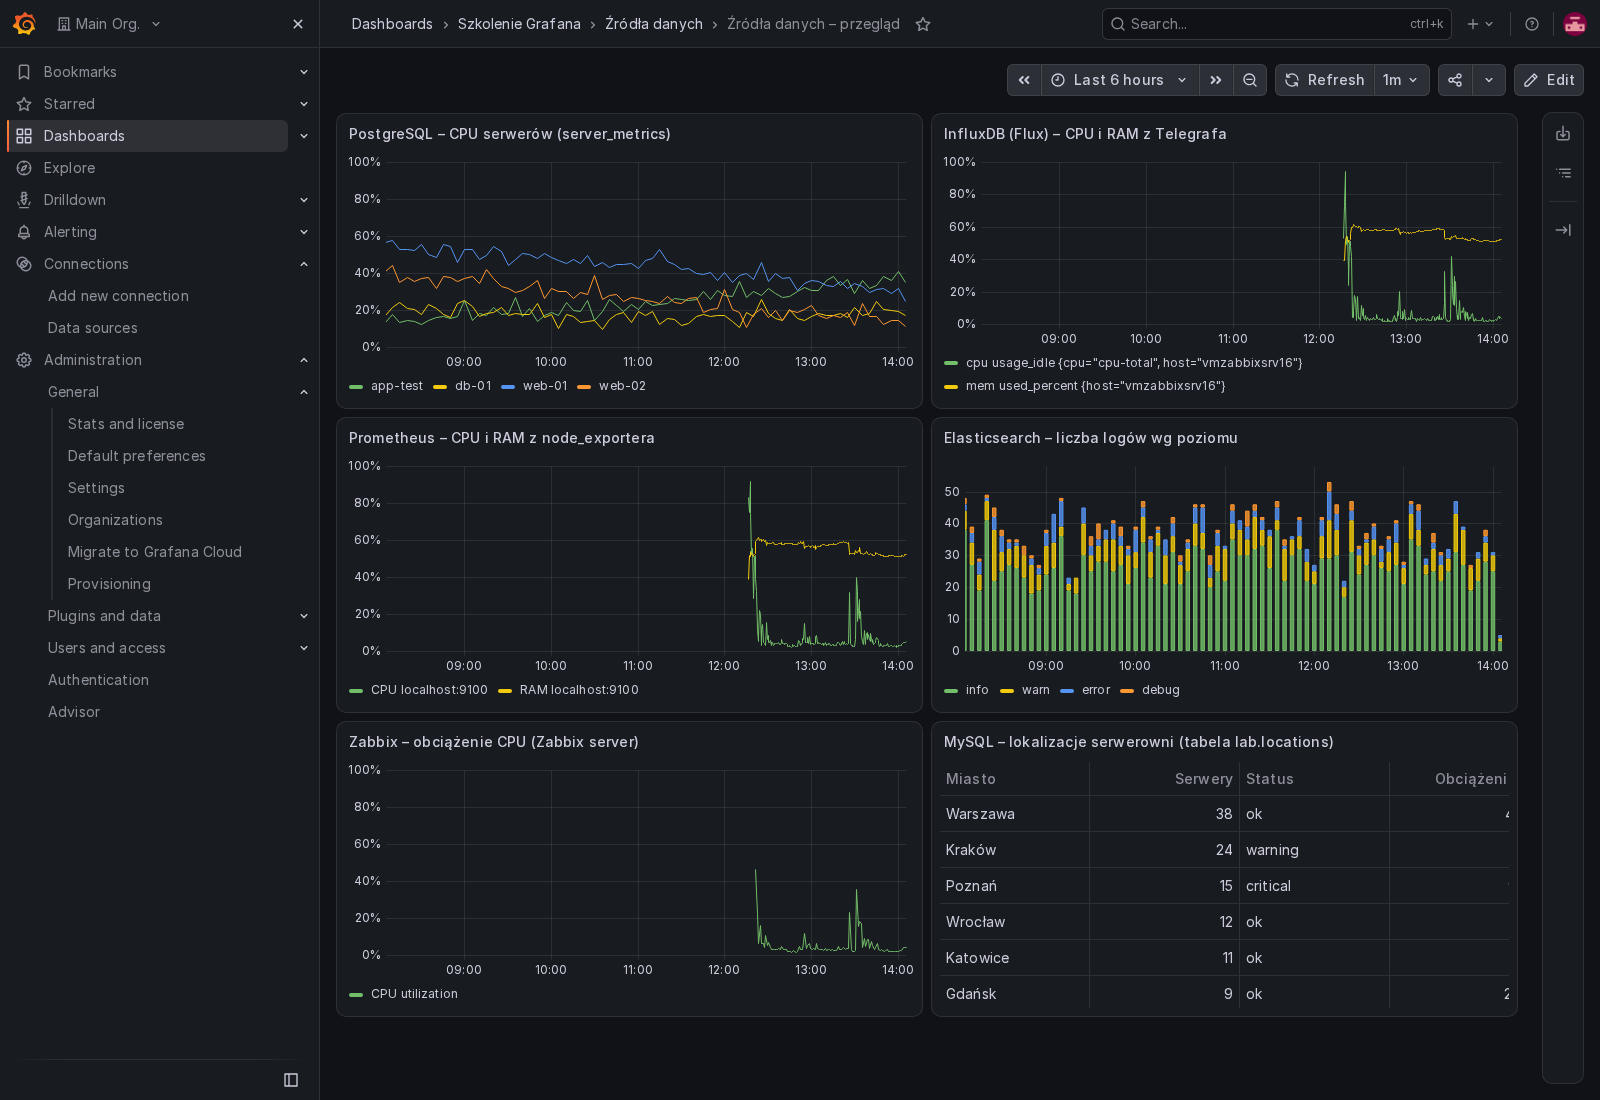 Main Org.
Dashboards
Szkolenie Grafana
Źródła danych
Źródła danych – przegląd
Search...
ctrl+k
Bookmarks
Starred
Dashboards
Explore
Drilldown
Alerting
Connections
Add new connection
Data sources
Administration
General
Stats and license
Default preferences
Settings
Organizations
Migrate to Grafana Cloud
Provisioning
Plugins and data
Users and access
Authentication
Advisor
Last 6 hours
Refresh
1m
Edit
PostgreSQL – CPU serwerów (server_metrics)
100%
80%
60%
40%
20%
0%
09:00 10:00 11:00 12:00 13:00 14:00
app-test db-01 web-01 web-02
InfluxDB (Flux) – CPU i RAM z Telegrafa
100%
80%
60%
40%
20%
0%
09:00 10:00 11:00 12:00 13:00 14:00
cpu usage_idle {cpu="cpu-total", host="vmzabbixsrv16"}
mem used_percent {host="vmzabbixsrv16"}
Prometheus – CPU i RAM z node_exportera
100%
80%
60%
40%
20%
0%
09:00 10:00 11:00 12:00 13:00 14:00
CPU localhost:9100 RAM localhost:9100
Elasticsearch – liczba logów wg poziomu
50
40
30
20
10
0
09:00 10:00 11:00 12:00 13:00 14:00
info warn error debug
Zabbix – obciążenie CPU (Zabbix server)
100%
80%
60%
40%
20%
0%
09:00 10:00 11:00 12:00 13:00 14:00
CPU utilization
MySQL – lokalizacje serwerowni (tabela lab.locations)
Miasto Serwery Status Obciążeni
Warszawa 38 ok
Kraków 24 warning
Poznań 15 critical
Wrocław 12 ok
Katowice 11 ok
Gdańsk 9 ok